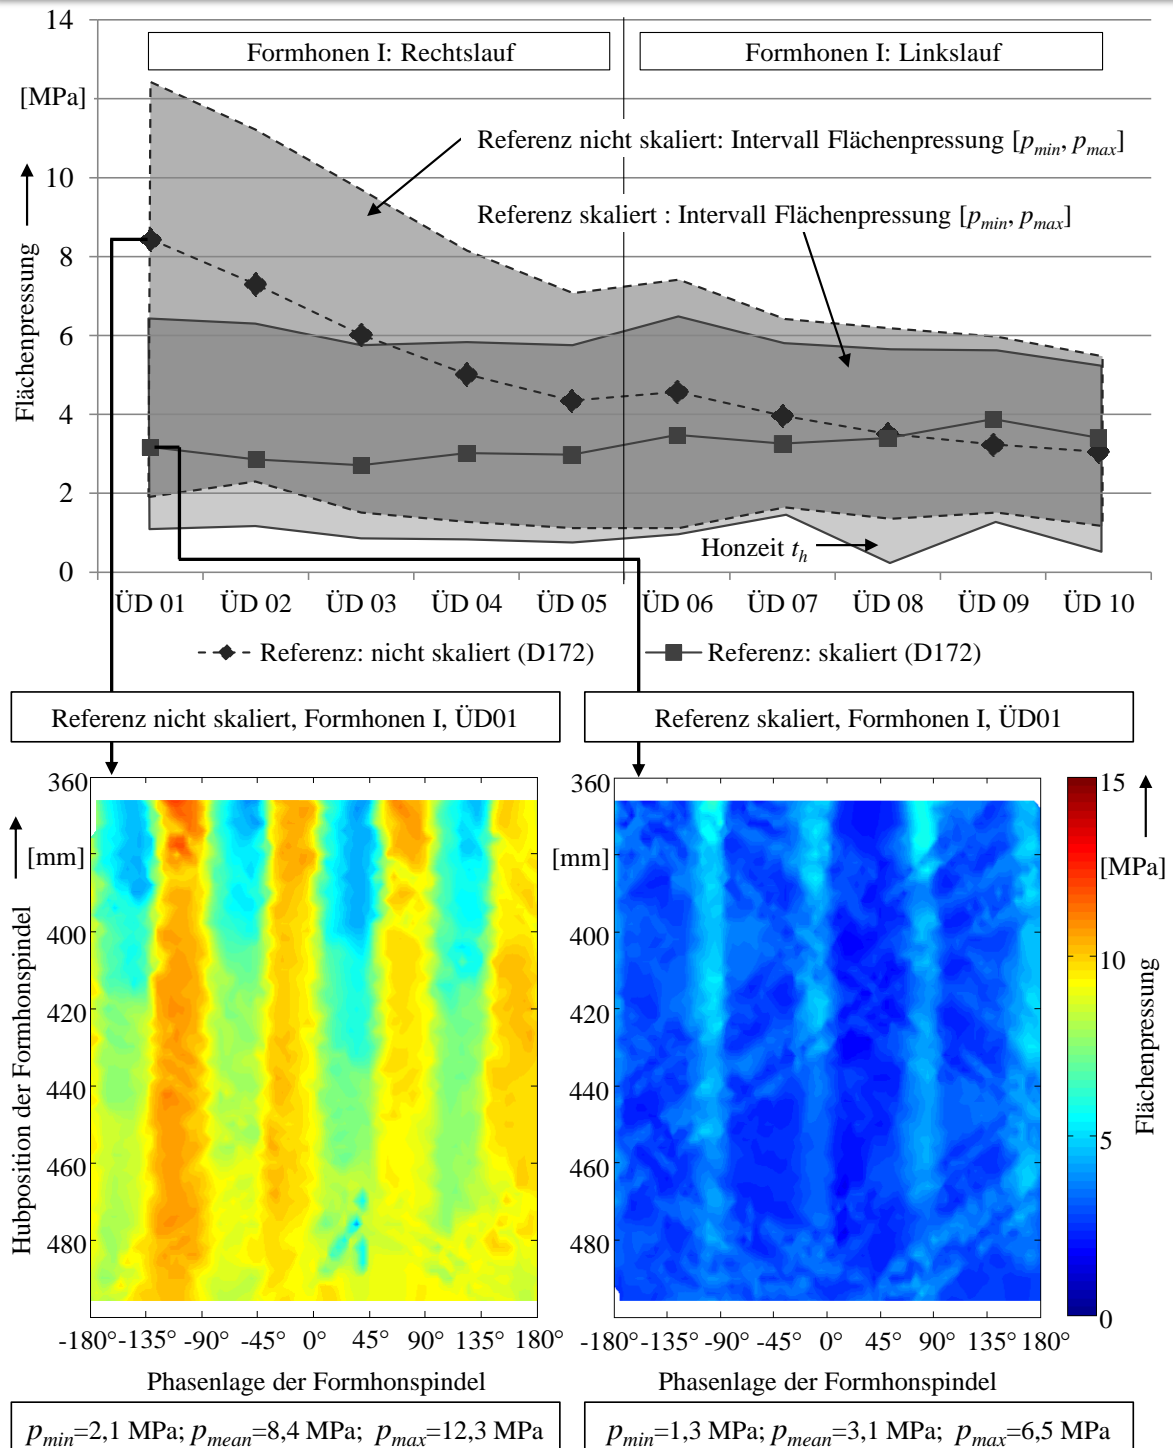 14
Formhonen I: Rechtslauf
Formhonen I: Linkslauf
[MPa]
Referenz nicht skaliert: Intervall Flächenpressung [pmin, pmax]
10
Referenz skaliert : Intervall Flächenpressung [pmin, pmax]
8
Flächenpressung
6
4
2
Honzeit th
0
ÜD 01 ÜD 02 ÜD 03 ÜD 04 ÜD 05 ÜD 06 ÜD 07 ÜD 08 ÜD 09 ÜD 10
Referenz: nicht skaliert (D172)
Referenz: skaliert (D172)
Referenz nicht skaliert, Formhonen I, ÜD01
Referenz skaliert, Formhonen I, ÜD01
360
[mm]
400
420
440
460
480
Hubposition der Formhonspindel
-180° -135° -90° -45° 0° 45° 90° 135° 180°
Phasenlage der Formhonspindel
360
[mm]
400
420
440
460
480
-180° -135° -90° -45° 0° 45° 90° 135° 180°
Phasenlage der Formhonspindel
15
[MPa]
10
5
0
Flächenpressung
pmin=2,1 MPa; pmean=8,4 MPa; pmax=12,3 MPa
pmin=1,3 MPa; pmean=3,1 MPa; pmax=6,5 MPa